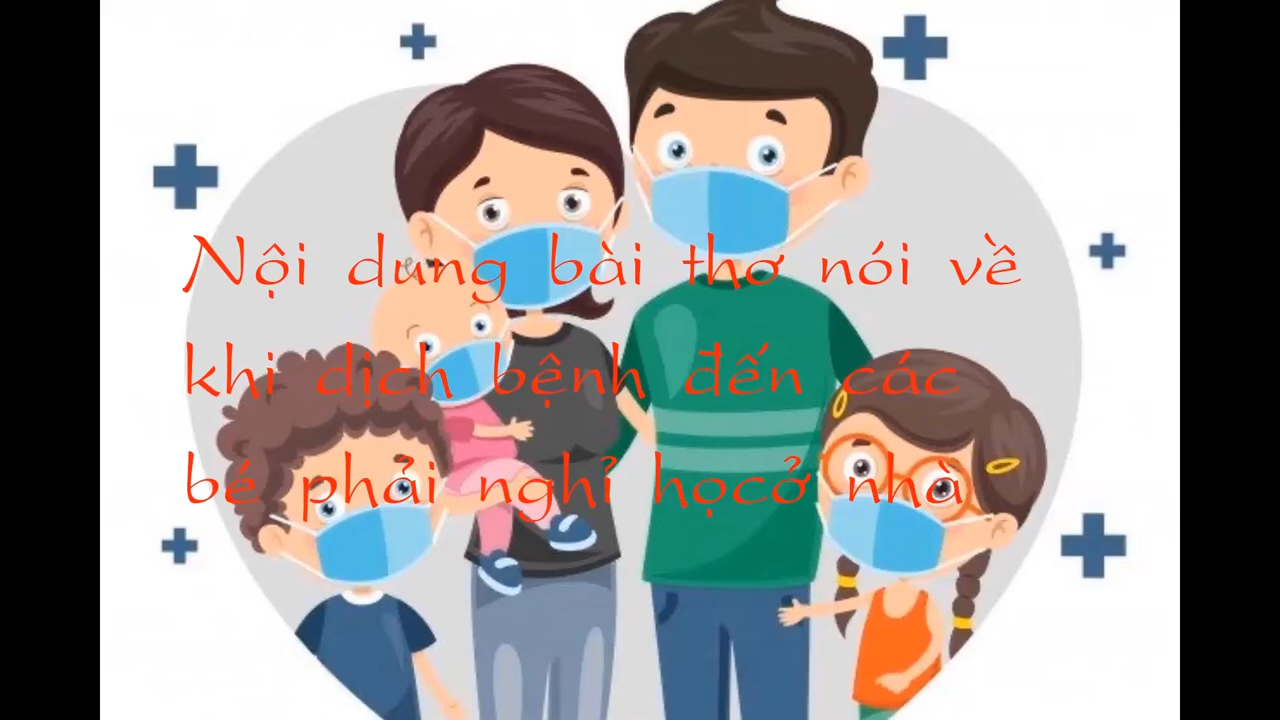 Nội dung bài thơ nói về
khi dịch bệnh đến các
bé phải nghỉ họcở nhà